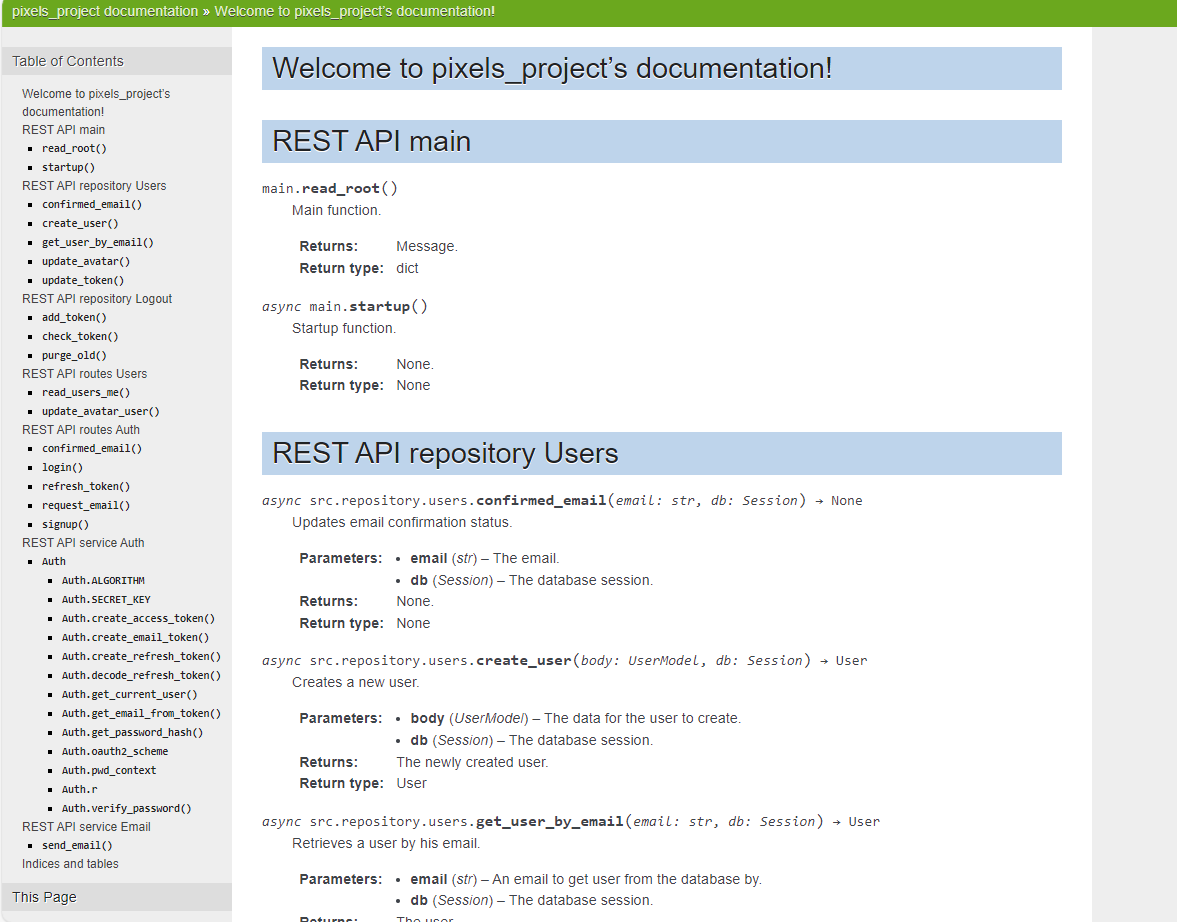 pixels_project documentation » Welcome to pixels_project's documentation!
Table of Contents
Welcome to pixels_project's
documentation!
REST API main
read_root()
startup()
REST API repository Users
confirmed_email()
create_user()
get_user_by_email()
update_avatar()
update_token()
REST API repository Logout
add_token()
check_token()
purge_old()
REST API routes Users
read_users_me()
update_avatar_user()
REST API routes Auth
confirmed_email()
login()
refresh_token()
request_email()
signup()
REST API service Auth
Auth
Auth.ALGORITHM
Auth.SECRET_KEY
Auth.create_access_token()
Auth.create_email_token()
Auth.create_refresh_token()
Auth.decode_refresh_token()
Auth.get_current_user()
Auth.get_email_from_token()
Auth.get_password_hash()
Auth.oauth2_scheme
Auth.pwd_context
Auth.r
Auth.verify_password()
REST API service Email
send_email()
Indices and tables
This Page
Welcome to pixels_project's documentation!
REST API main
main.read_root()
Main function.
Returns: Message.
Return type: dict
async main.startup()
Startup function.
Returns: None.
Return type: None
REST API repository Users
async src.repository.users.confirmed_email(email: str, db: Session) → None
Updates email confirmation status.
Parameters: • email (str) – The email.
• db (Session) – The database session.
Returns: None.
Return type: None
async src.repository.users.create_user(body: UserModel, db: Session) → User
Creates a new user.
Parameters: • body (UserModel) – The data for the user to create.
• db (Session) – The database session.
Returns: The newly created user.
Return type: User
async src.repository.users.get_user_by_email(email: str, db: Session) → User
Retrieves a user by his email.
Parameters: • email (str) – An email to get user from the database by.
• db (Session) – The database session.
Returns: The user.